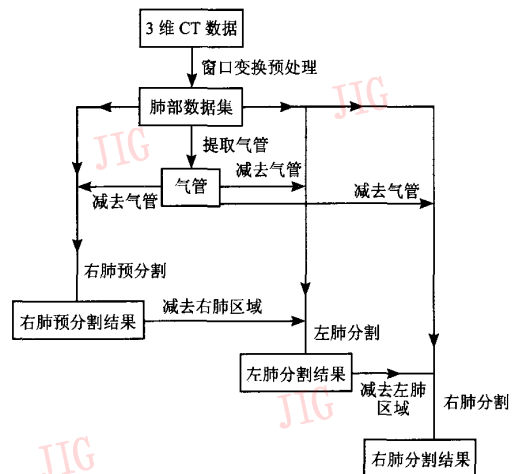 3 维 CT 数据
窗口变换预处理
肺部数据集
JIG
JIG
提取气管
减去气管
气管
减去气管
减去气管
右肺预分割
右肺预分割结果
减去右肺区域
左肺分割
左肺分割结果
减去左肺
区域
右肺分割
JIG
JIG
右肺分割结果